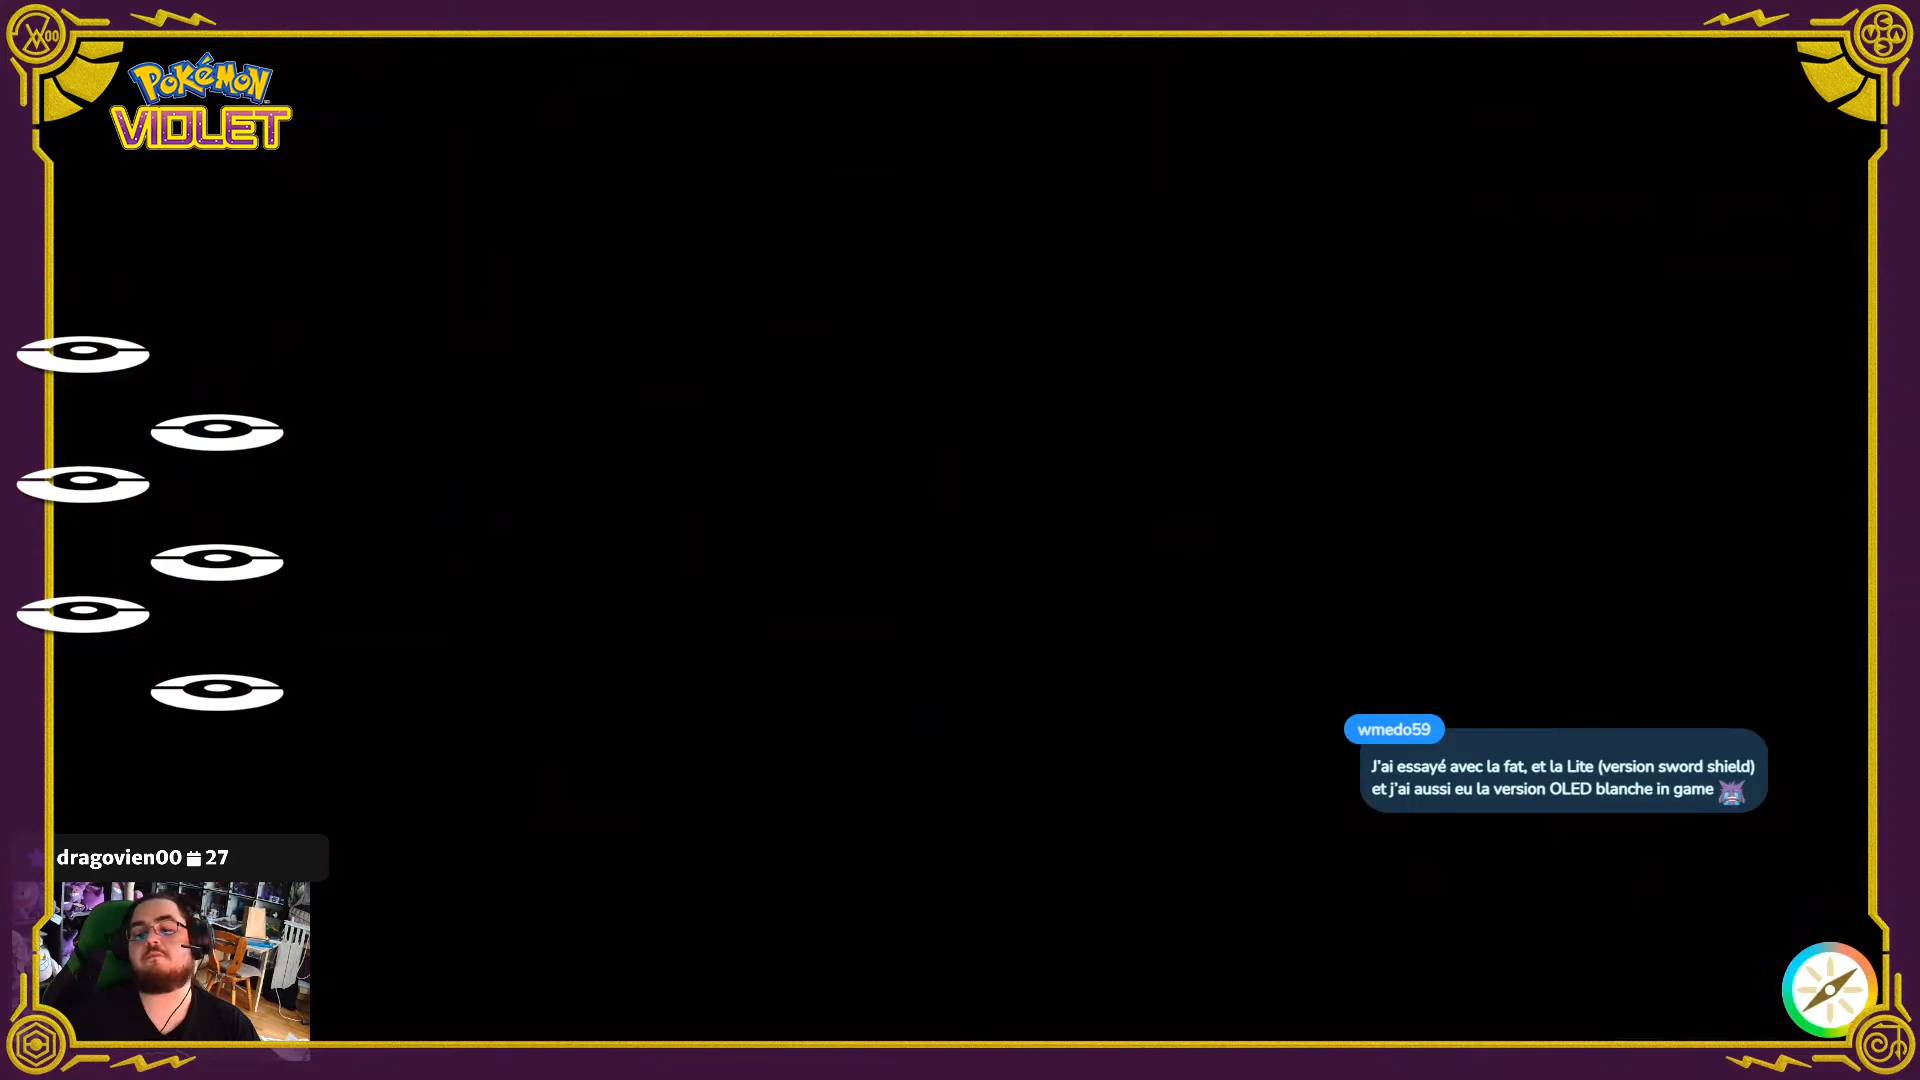 POKÉMON
VIOLET
wmedo59
J'ai essayé avec la fat, et la Lite (version sword shield)
et j'ai aussi eu la version OLED blanche in game
dragovien00 27